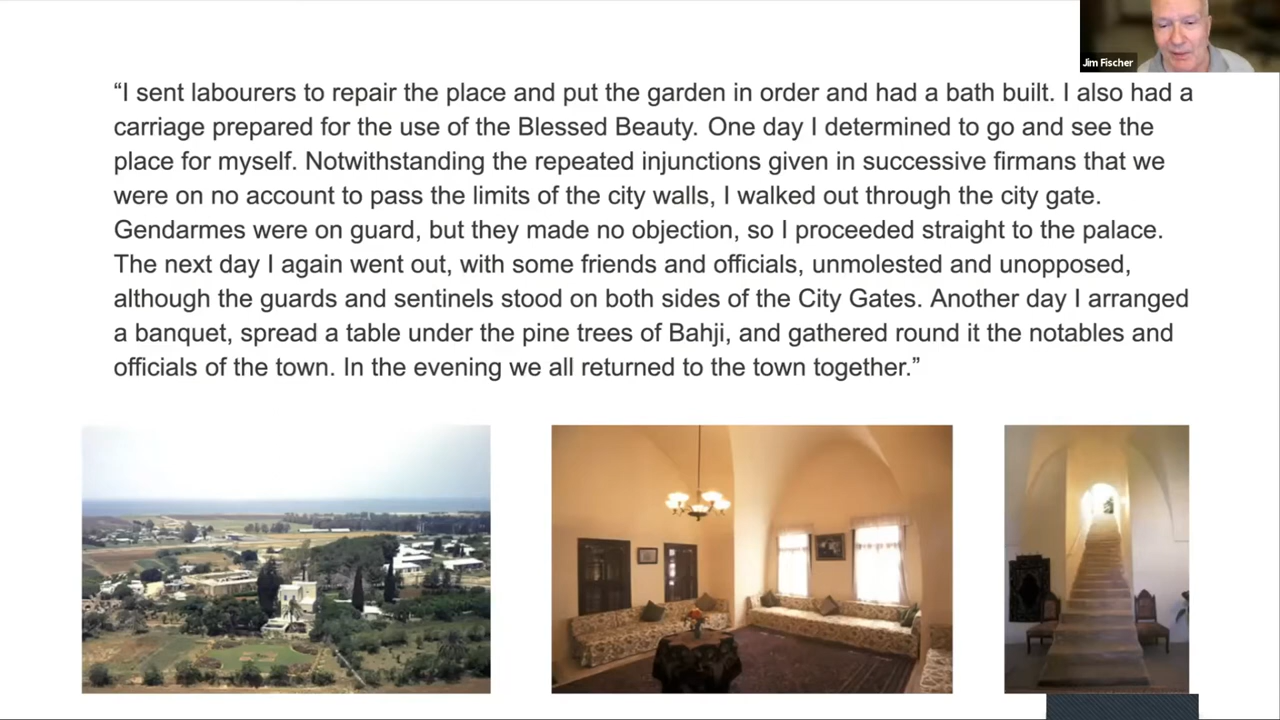 Jim Fischer
“I sent labourers to repair the place and put the garden in order and had a bath built. I also had a
carriage prepared for the use of the Blessed Beauty. One day I determined to go and see the
place for myself. Notwithstanding the repeated injunctions given in successive firmans that we
were on no account to pass the limits of the city walls, I walked out through the city gate.
Gendarmes were on guard, but they made no objection, so I proceeded straight to the palace.
The next day I again went out, with some friends and officials, unmolested and unopposed,
although the guards and sentinels stood on both sides of the City Gates. Another day I arranged
a banquet, spread a table under the pine trees of Bahji, and gathered round it the notables and
officials of the town. In the evening we all returned to the town together.”